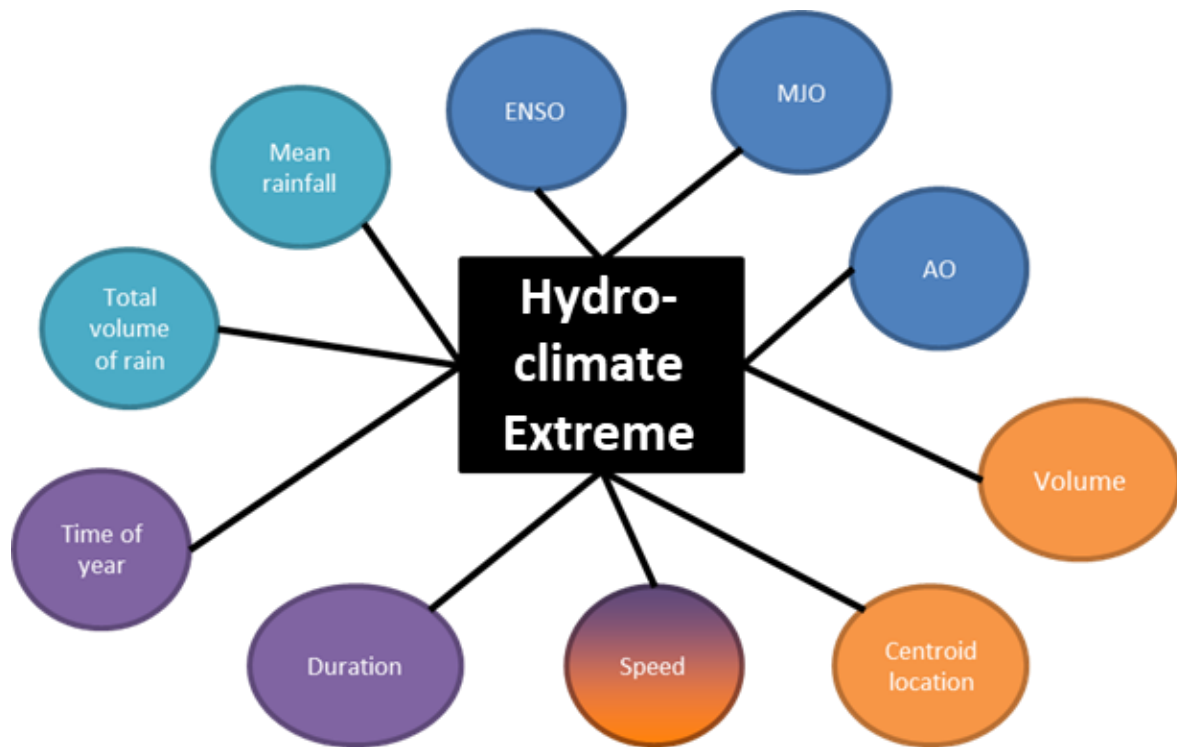 ENSO
MJO
Mean
rainfall
AO
Total
volume
of rain
Hydro-
climate
Extreme
Volume
Time of
year
Duration
Speed
Centroid
location